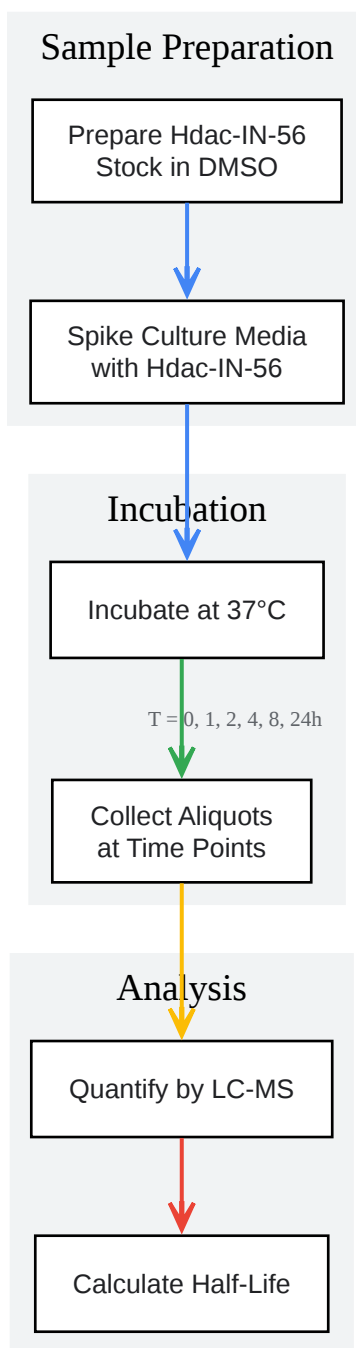 Sample Preparation
Prepare Hdac-IN-56
Stock in DMSO
Spike Culture Media
with Hdac-IN-56
Incubation
Incubate at 37°C
T = 0, 1, 2, 4, 8, 24h
Collect Aliquots
at Time Points
Analysis
Quantify by LC-MS
Calculate Half-Life